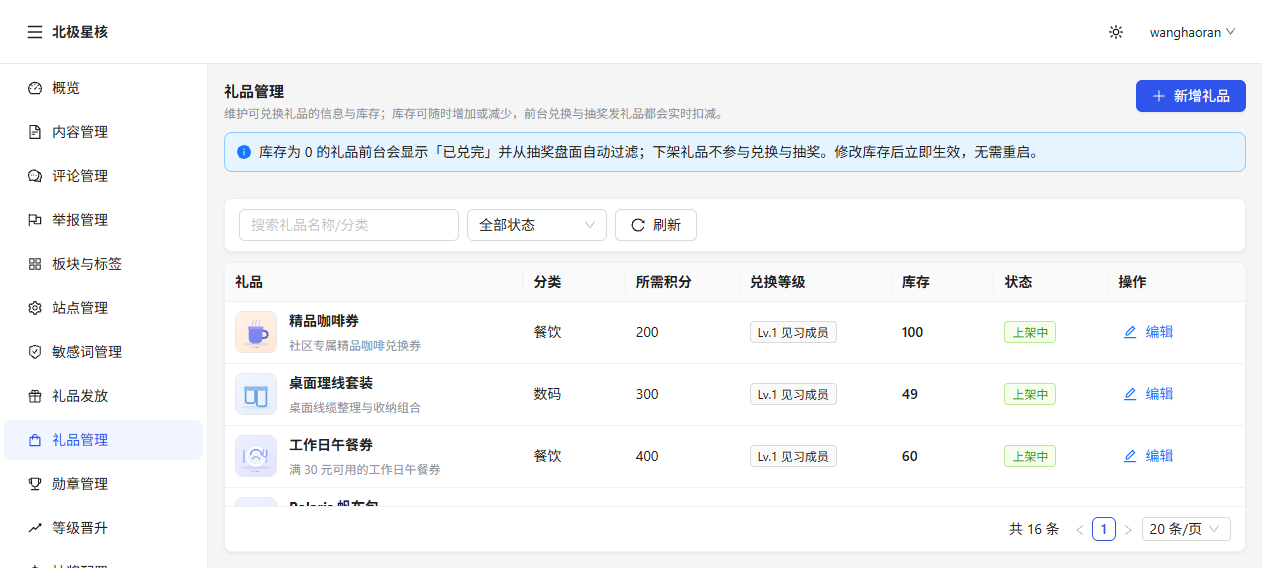 北极星核
wanghaoran
概览
内容管理
评论管理
举报管理
板块与标签
站点管理
敏感词管理
礼品发放
礼品管理
勋章管理
等级晋升
礼品管理
维护可兑换礼品的信息与库存；库存可随时增加或减少，前台兑换与抽奖发礼品都会实时扣减。
新增礼品
库存为 0 的礼品前台会显示「已兑完」并从抽奖盘面自动过滤；下架礼品不参与兑换与抽奖。修改库存后立即生效，无需重启。
搜索礼品名称/分类 全部状态 刷新
礼品 分类 所需积分 兑换等级 库存 状态 操作
精品咖啡券
社区专属精品咖啡兑换券
餐饮 200 Lv.1 见习成员 100 上架中 编辑
桌面理线套装
桌面线缆整理与收纳组合
数码 300 Lv.1 见习成员 49 上架中 编辑
工作日午餐券
满 30 元可用的工作日午餐券
餐饮 400 Lv.1 见习成员 60 上架中 编辑
Polaris 帆布包
共 16 条 1 20 条/页